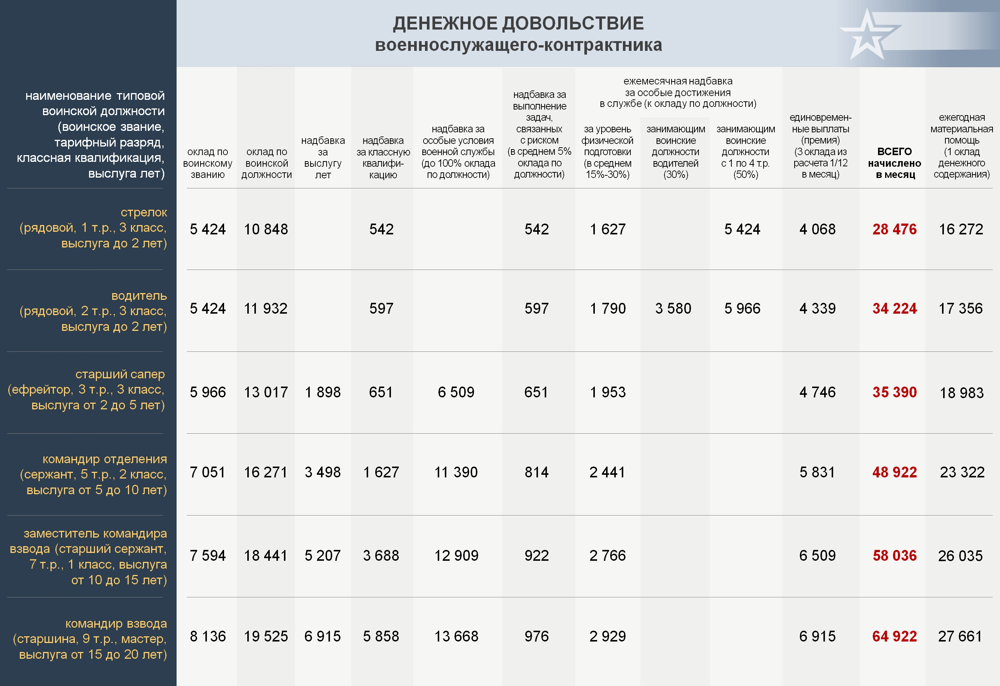 ДЕНЕЖНОЕ ДОВОЛЬСТВИЕ
военнослужащего-контрактника
наименование типовой
воинской должности
(воинское звание,
тарифный разряд,
классная квалификация,
выслуга лет)
оклад по
воинскому
званию
оклад по
воинской
должности
надбавка
за
выслугу
лет
надбавка
за классную
квалифи-
кацию
надбавка за
особые условия
военной службы
(до 100% оклада
по должности)
надбавка за
выполнение
задач,
связанных
с риском
(в среднем 5%
оклада по
должности)
ежемесячная надбавка
за особые достижения
в службе (к окладу по должности)
за уровень
физической
подготовки
(в среднем
15%-30%)
занимающим
воинские
должности
водителей
(30%)
занимающим
воинские
должности
с 1 по 4 т.р.
(50%)
единовремен-
ные выплаты
(премия)
(3 оклада из
расчета 1/12
в месяц)
ВСЕГО
начислено
в месяц
ежегодная
материальная
помощь
(1 оклад
денежного
содержания)
стрелок
(рядовой, 1 т.р., 3 класс,
выслуга до 2 лет)
5 424 10 848 542 542 1 627 5 424 4 068 28 476 16 272
водитель
(рядовой, 2 т.р., 3 класс,
выслуга до 2 лет)
5 424 11 932 597 597 1 790 3 580 5 966 4 339 34 224 17 356
старший сапер
(ефрейтор, 3 т.р., 3 класс,
выслуга от 2 до 5 лет)
5 966 13 017 1 898 651 6 509 651 1 953 4 746 35 390 18 983
командир отделения
(сержант, 5 т.р., 2 класс,
выслуга от 5 до 10 лет)
7 051 16 271 3 498 1 627 11 390 814 2 441 5 831 48 922 23 322
заместитель командира
взвода (старший сержант,
7 т.р., 1 класс, выслуга
от 10 до 15 лет)
7 594 18 441 5 207 3 688 12 909 922 2 766 6 509 58 036 26 035
командир взвода
(старшина, 9 т.р., мастер,
выслуга от 15 до 20 лет)
8 136 19 525 6 915 5 858 13 668 976 2 929 6 915 64 922 27 661